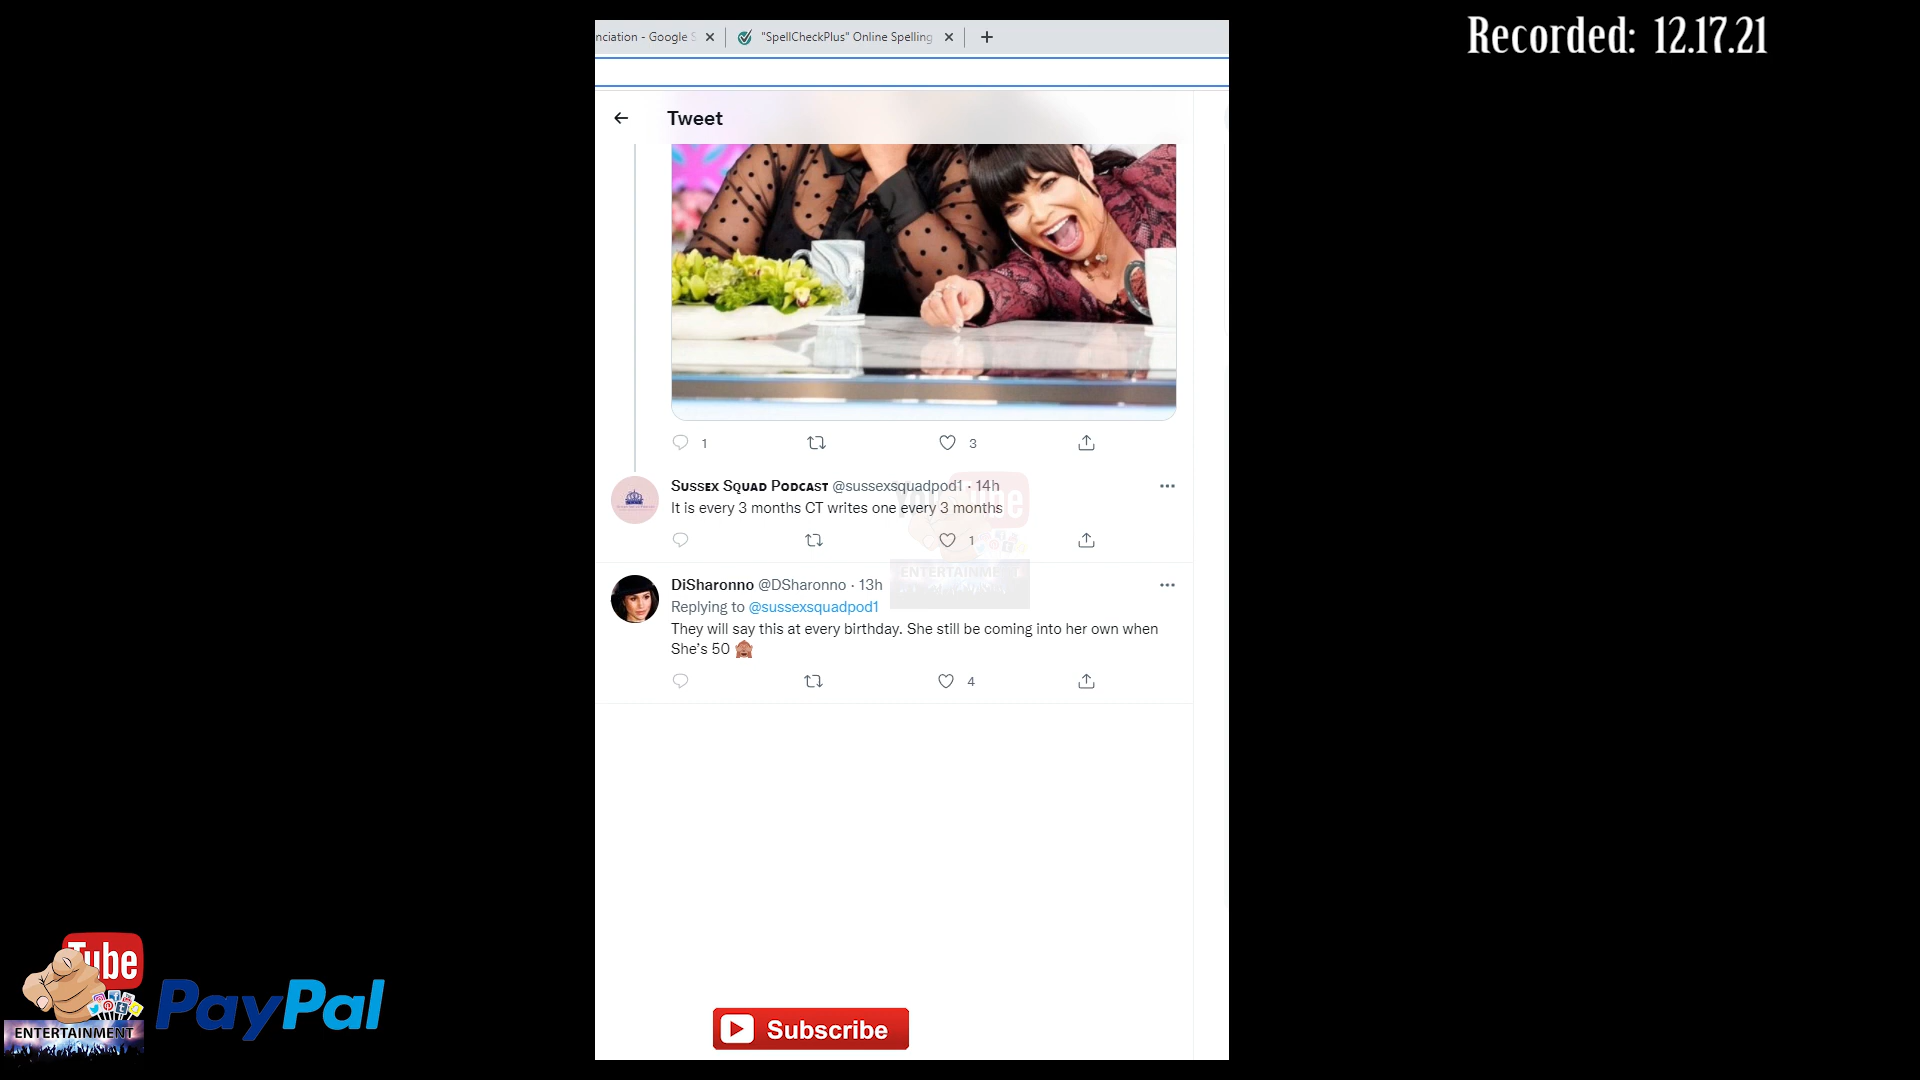 Recorded: 12.17.21
nciation - Google S
"SpellCheckPlus" Online Spelling
Tweet
1
3
Sussex Squad Podcast @sussexsquadpod1 · 14h
It is every 3 months CT writes one every 3 months
1
DiSharonno @DSharonno · 13h
Replying to @sussexsquadpod1
They will say this at every birthday. She still be coming into her own when
She's 50
4
YouTube
ENTERTAINMENT
Tube
ENTERTAINMENT
PayPal
Subscribe